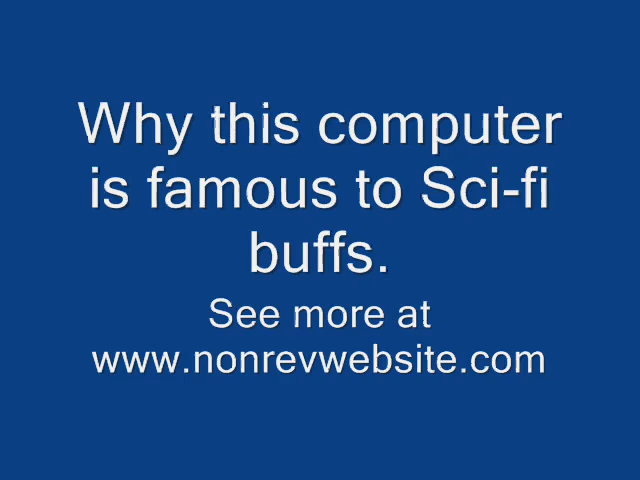 Why this computer
is famous to Sci-fi
buffs.
See more at
www.nonrevwebsite.com